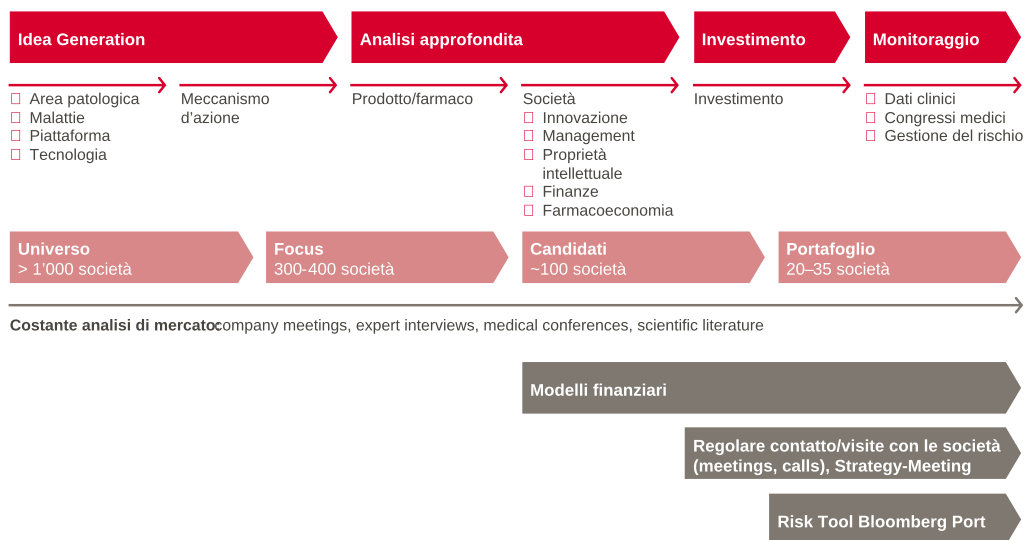 Idea Generation
Analisi approfondita
Investimento
Monitoraggio
Area patologica
Malattie
Piattaforma
Tecnologia
Meccanismo
d’azione
Prodotto/farmaco
Società
Innovazione
Management
Proprietà
intellettuale
Finanze
Farmacoeconomia
Investimento
Dati clinici
Congressi medici
Gestione del rischio
Universo
> 1’000 società
Focus
300-400 società
Candidati
~100 società
Portafoglio
20–35 società
Costante analisi di mercato: company meetings, expert interviews, medical conferences, scientific literature
Modelli finanziari
Regolare contatto/visite con le società
(meetings, calls), Strategy-Meeting
Risk Tool Bloomberg Port